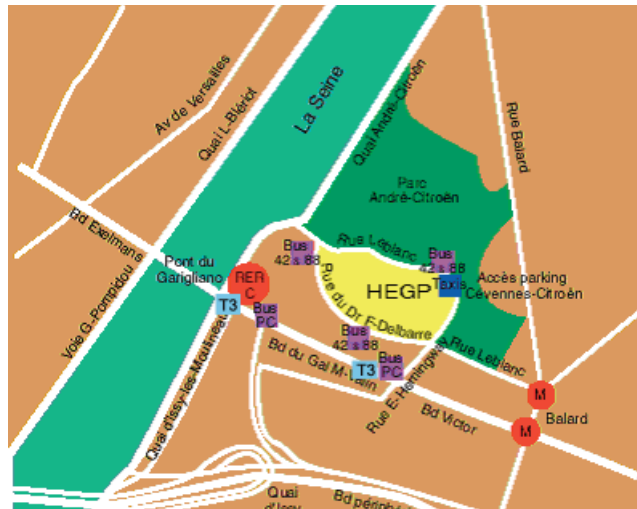 Av de Versailles
Quai L-Blériot
La Seine
Quai André-Citroën
Rue Balard
Parc
André-Citroën
Bd Exelmans
Pont du
Garigliano
RER
C
T3
Bus
PC
Bus
42 s 88
Rue Leblanc
Bus
42 s 88
Taxis
HEGP
Accès parking
Cévennes-Citroën
Rue du Dr F-Delbarre
Bus
42 s 88
Bus
PC
T3
Voie G-Pompidou
Quai d'Issy-les-Moulineau
Bd du Gal M-Valin
Rue E-Hemingway
Rue Leblanc
M
Balard
M
Bd Victor
Quai
d'Issy
Bd périph